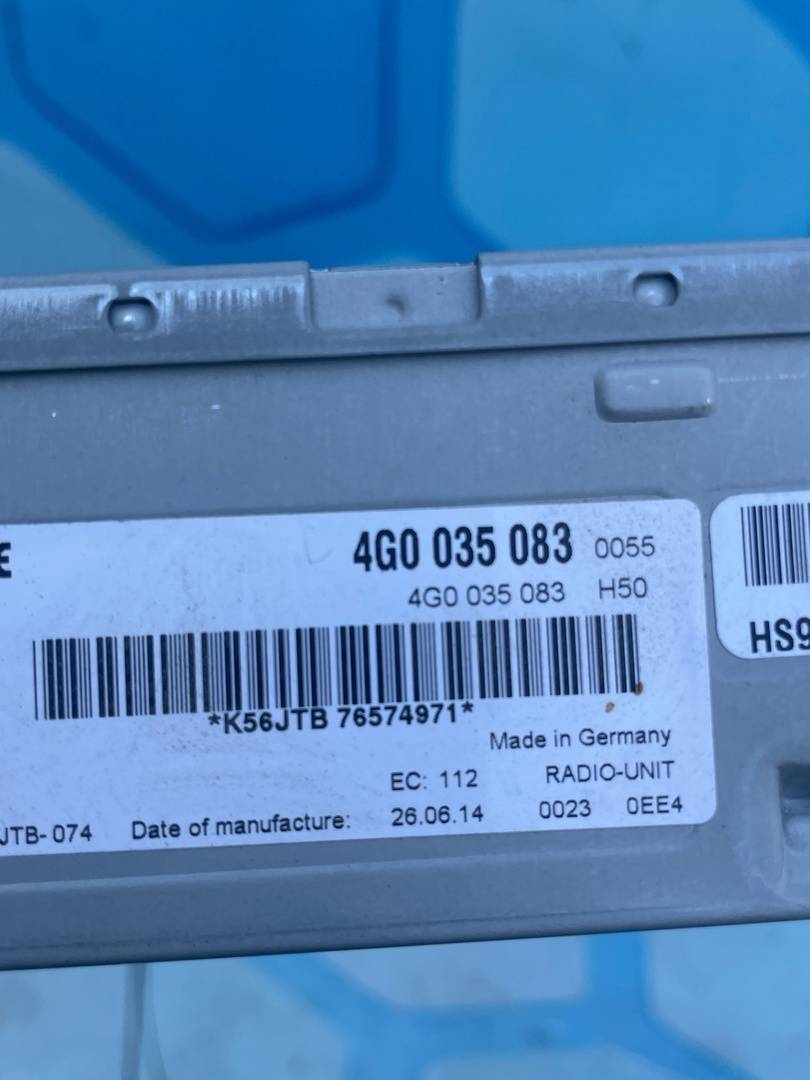 E
4G0 035 083 0055
4G0 035 083 H50
*K56JTB 76574971*
Made in Germany
EC: 112 RADIO-UNIT
JTB-074 Date of manufacture: 26.06.14 0023 0EE4
HS9